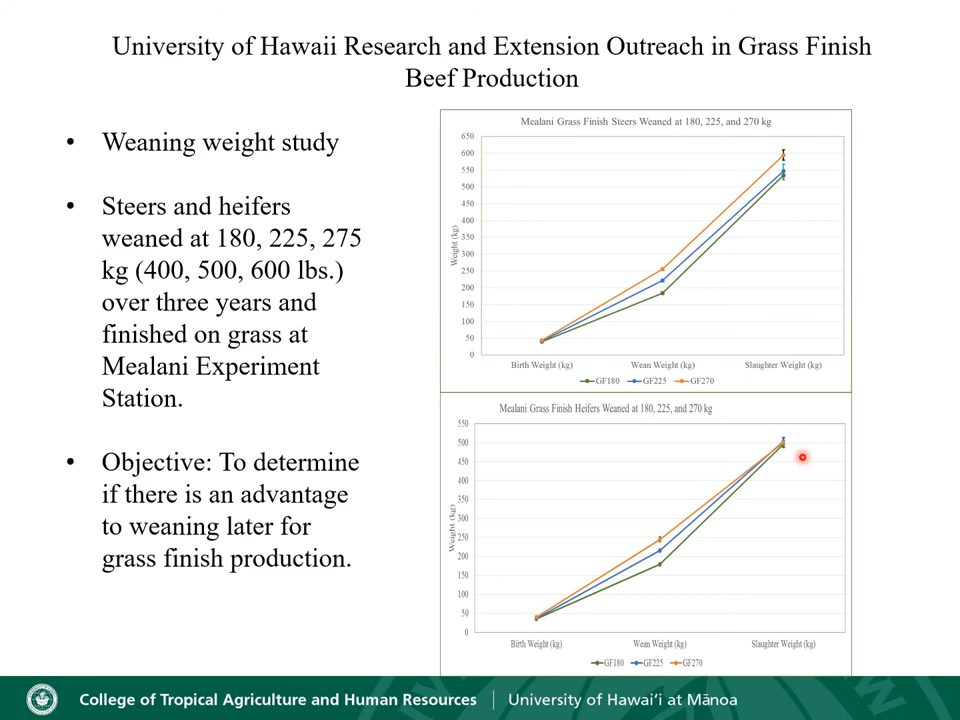 University of Hawaii Research and Extension Outreach in Grass Finish
Beef Production
• Weaning weight study
• Steers and heifers
weaned at 180, 225, 275
kg (400, 500, 600 lbs.)
over three years and
finished on grass at
Mealani Experiment
Station.
• Objective: To determine
if there is an advantage
to weaning later for
grass finish production.
Mealani Grass Finish Steers Weaned at 180, 225, and 270 kg
Weight (kg)
650
600
550
500
450
400
350
300
250
200
150
100
50
0
Birth Weight (kg) Wean Weight (kg) Slaughter Weight (kg)
GF180 GF225 GF270
Mealani Grass Finish Heifers Weaned at 180, 225, and 270 kg
Weight (kg)
550
500
450
400
350
300
250
200
150
100
50
0
Birth Weight (kg) Wean Weight (kg) Slaughter Weight (kg)
GF180 GF225 GF270
College of Tropical Agriculture and Human Resources | University of Hawai‘i at Mānoa